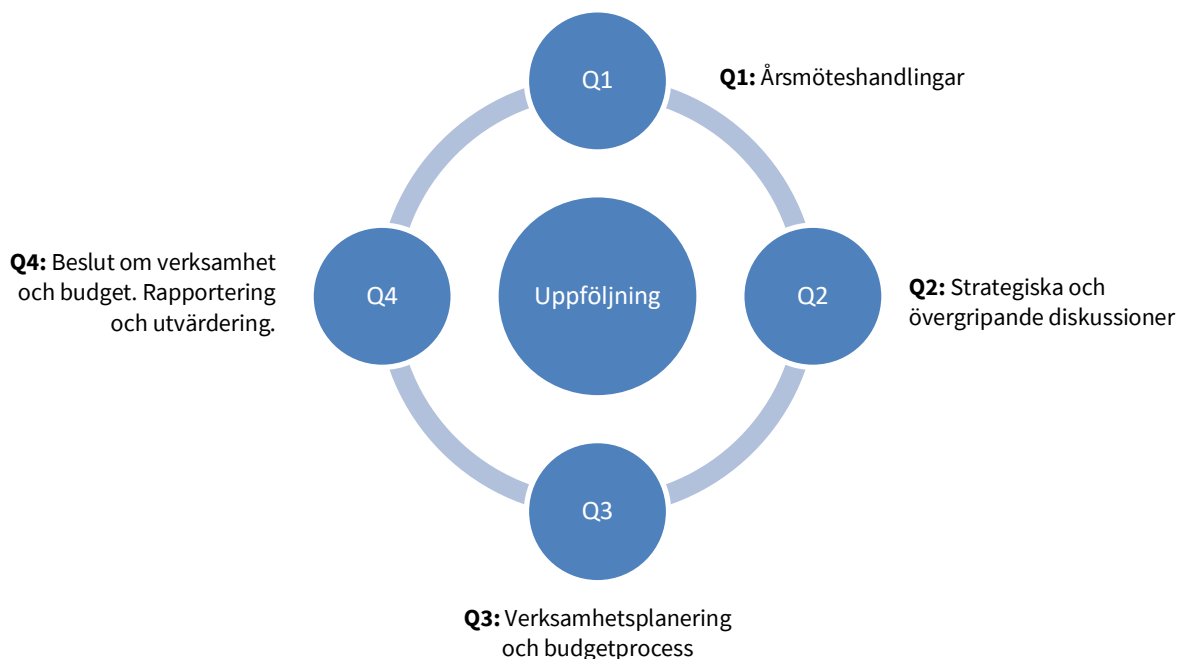 Q1
Q1: Årsmöteshandlingar
Q4: Beslut om verksamhet
och budget. Rapportering
och utvärdering.
Q4
Uppföljning
Q2
Q2: Strategiska och
övergripande diskussioner
Q3
Q3: Verksamhetsplanering
och budgetprocess